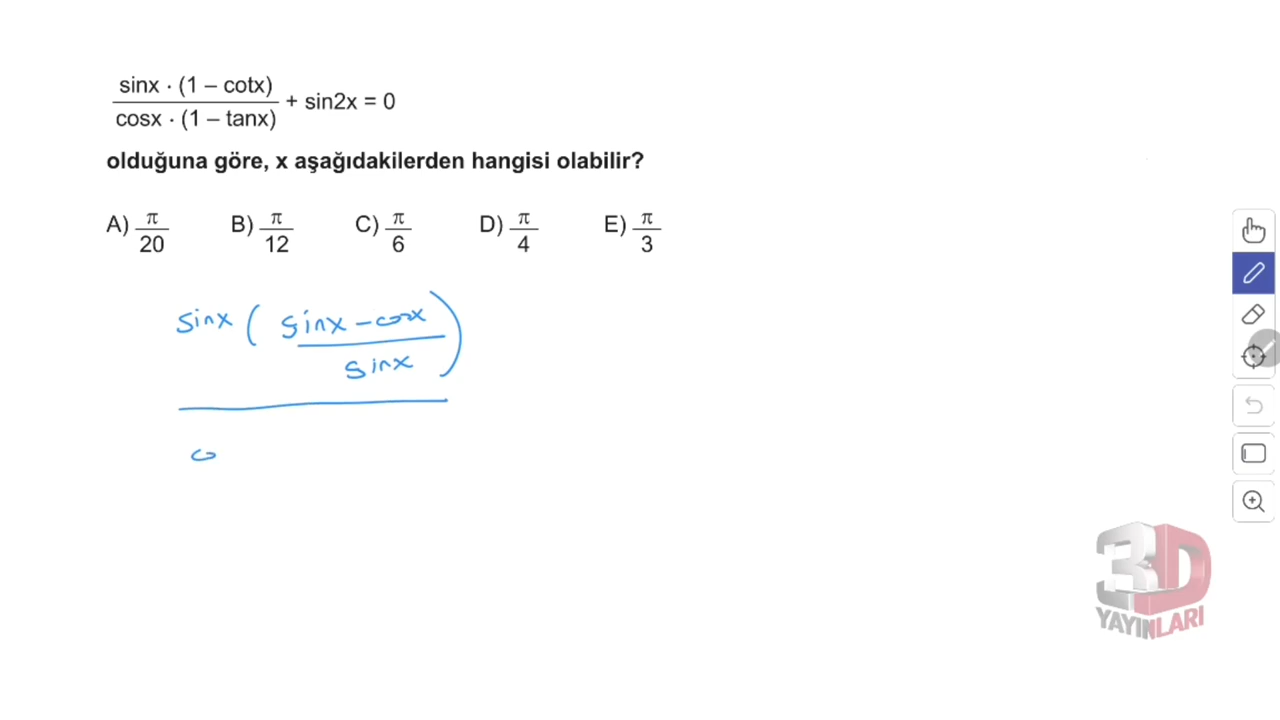 sinx · (1 – cotx)
cosx · (1 – tanx)
+ sin2x = 0
olduğuna göre, x aşağıdakilerden hangisi olabilir?
A) π/20 B) π/12 C) π/6 D) π/4 E) π/3
sinx ( sinx – cosx
sinx )
3D
YAYINLARI